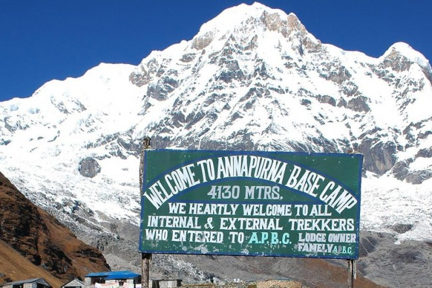 WELCOME TO ANNAPURNA BASE CAMP
4130 MTRS.
WE HEARTLY WELCOME TO ALL
INTERNAL & EXTERNAL TREKKERS
WHO ENTERED TO A.P.B.C. LODGE OWNER
FAMILY A.B.C.